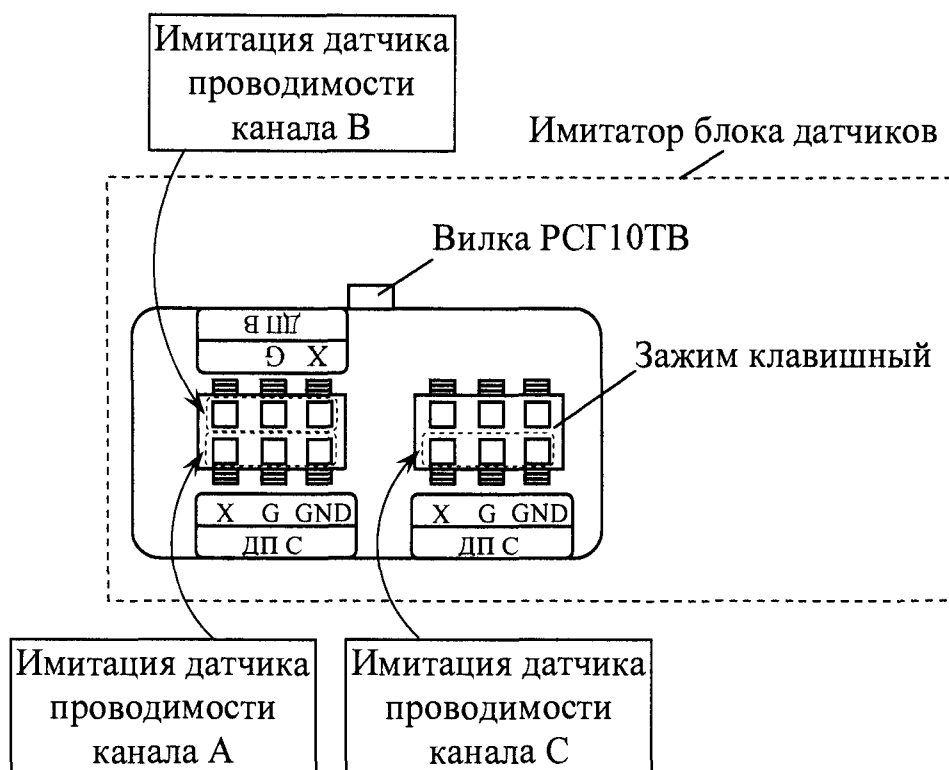 Имитация датчика
проводимости
канала В
Имитатор блока датчиков
Вилка РСГ10ТВ
ДП В
G X
Зажим клавишный
X G GND
ДП С
X G GND
ДП С
Имитация датчика
проводимости
канала А
Имитация датчика
проводимости
канала С